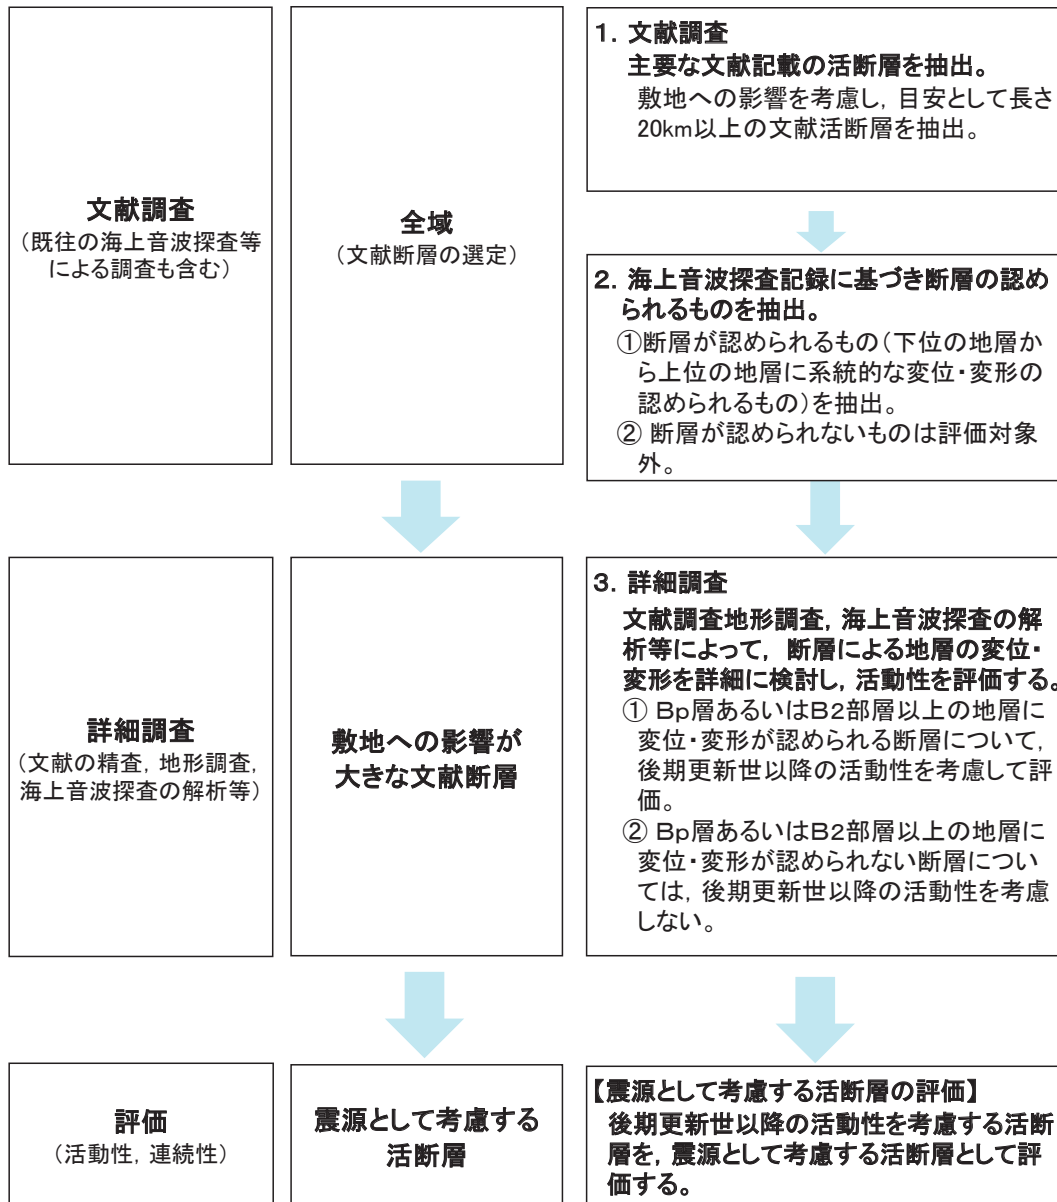 文献調査
（既往の海上音波探査等
による調査も含む）
全域
（文献断層の選定）
１．文献調査
主要な文献記載の活断層を抽出。
敷地への影響を考慮し，目安として長さ
20km以上の文献活断層を抽出。
２．海上音波探査記録に基づき断層の認め
られるものを抽出。
①断層が認められるもの（下位の地層か
ら上位の地層に系統的な変位・変形の
認められるもの）を抽出。
② 断層が認められないものは評価対象
外。
詳細調査
（文献の精査，地形調査，
海上音波探査の解析等）
敷地への影響が
大きな文献断層
３．詳細調査
文献調査地形調査，海上音波探査の解
析等によって， 断層による地層の変位・
変形を詳細に検討し，活動性を評価する。
① Ｂp層あるいはＢ２部層以上の地層に
変位・変形が認められる断層について，
後期更新世以降の活動性を考慮して評
価。
② Ｂp層あるいはＢ２部層以上の地層に
変位・変形が認められない断層につい
ては，後期更新世以降の活動性を考慮
しない。
評価
（活動性，連続性）
震源として考慮する
活断層
【震源として考慮する活断層の評価】
後期更新世以降の活動性を考慮する活断
層を，震源として考慮する活断層として評
価する。